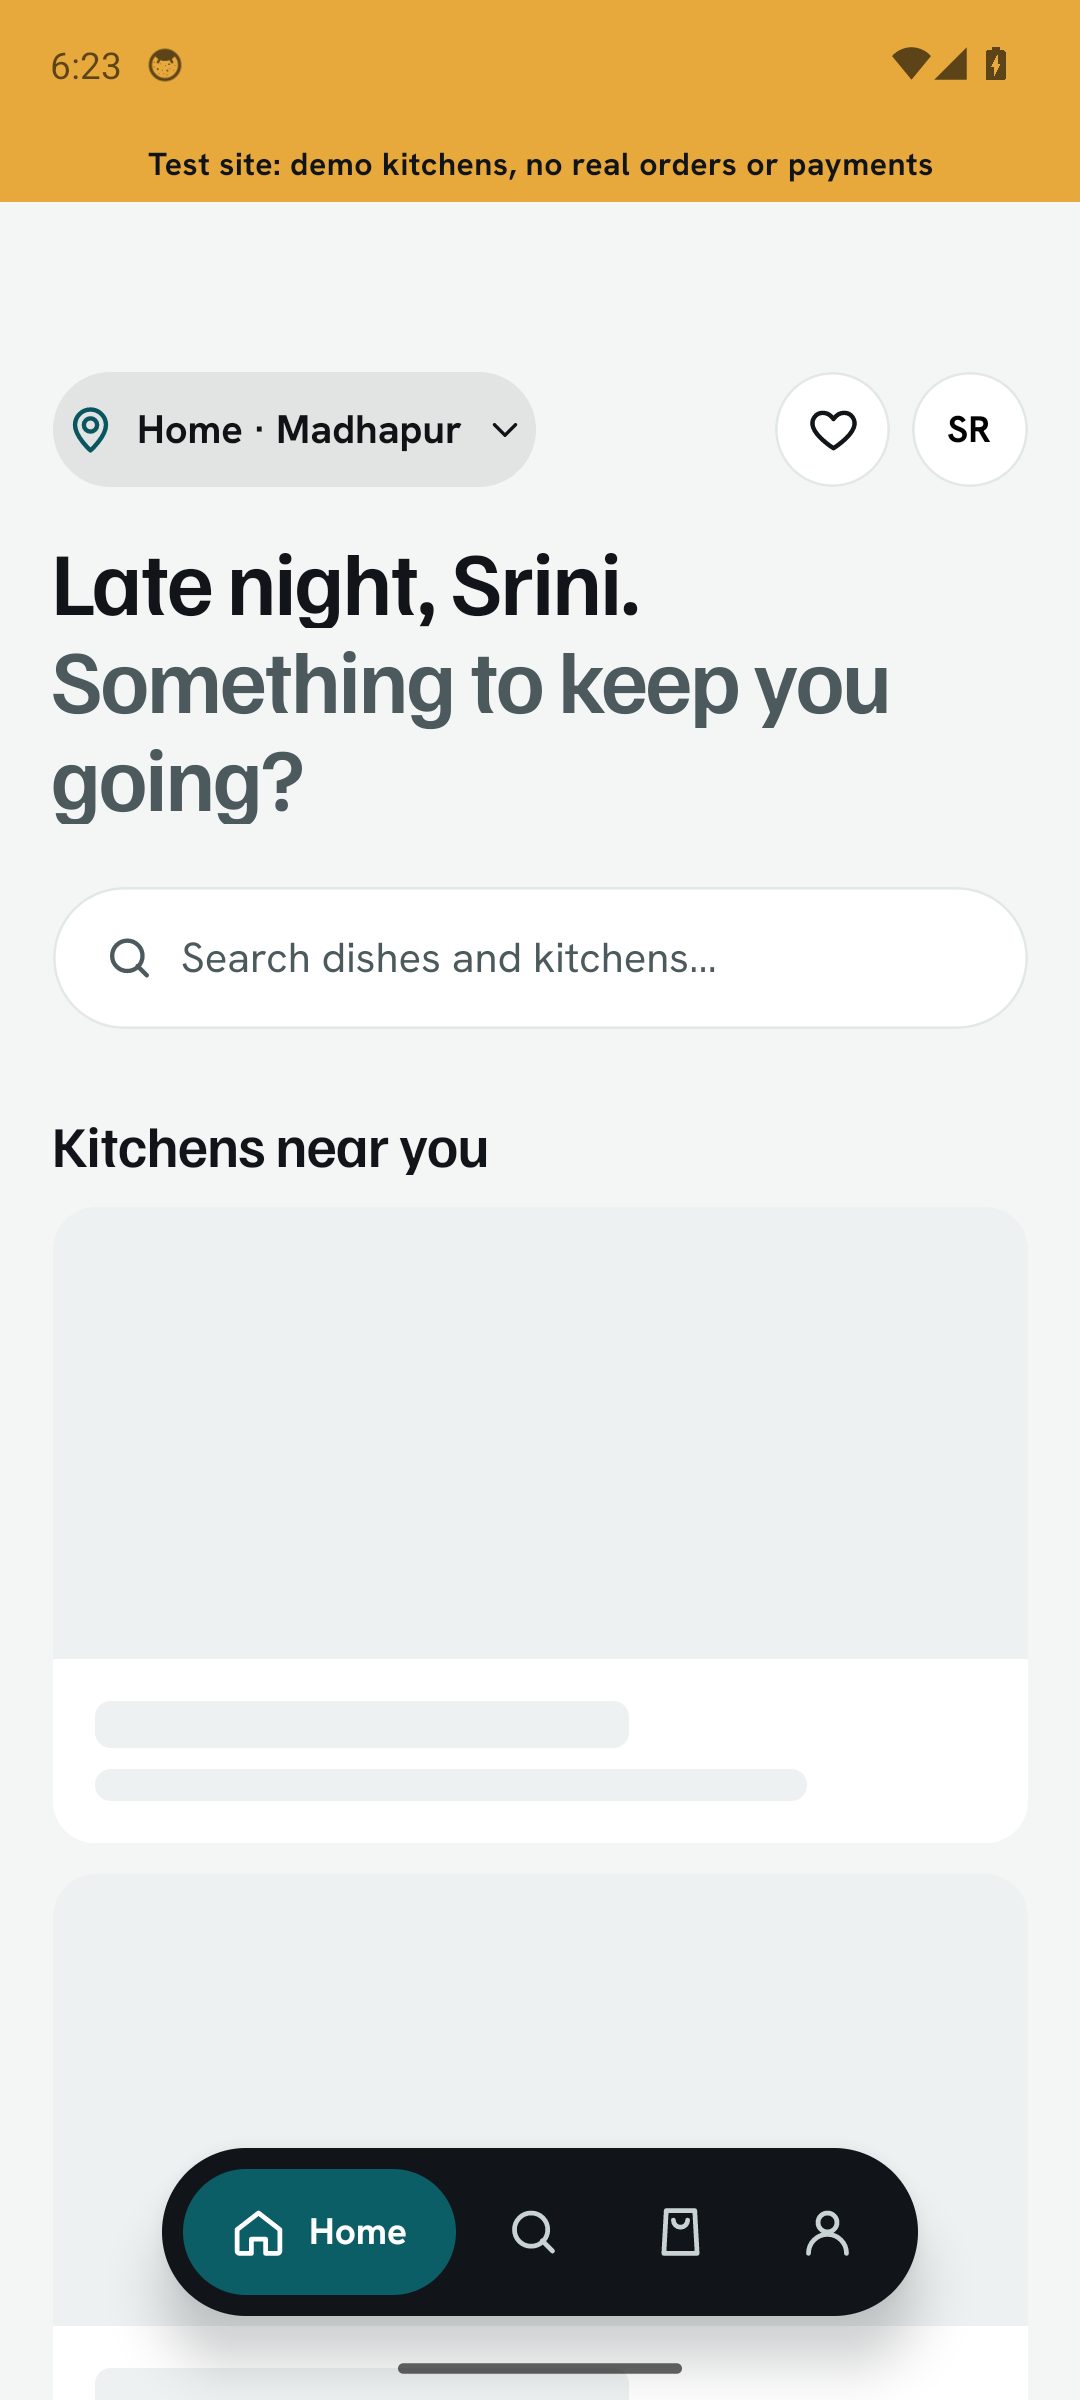 6:23
Test site: demo kitchens, no real orders or payments
Home · Madhapur
SR
Late night, Srini.
Something to keep you
going?
Search dishes and kitchens...
Kitchens near you
Home